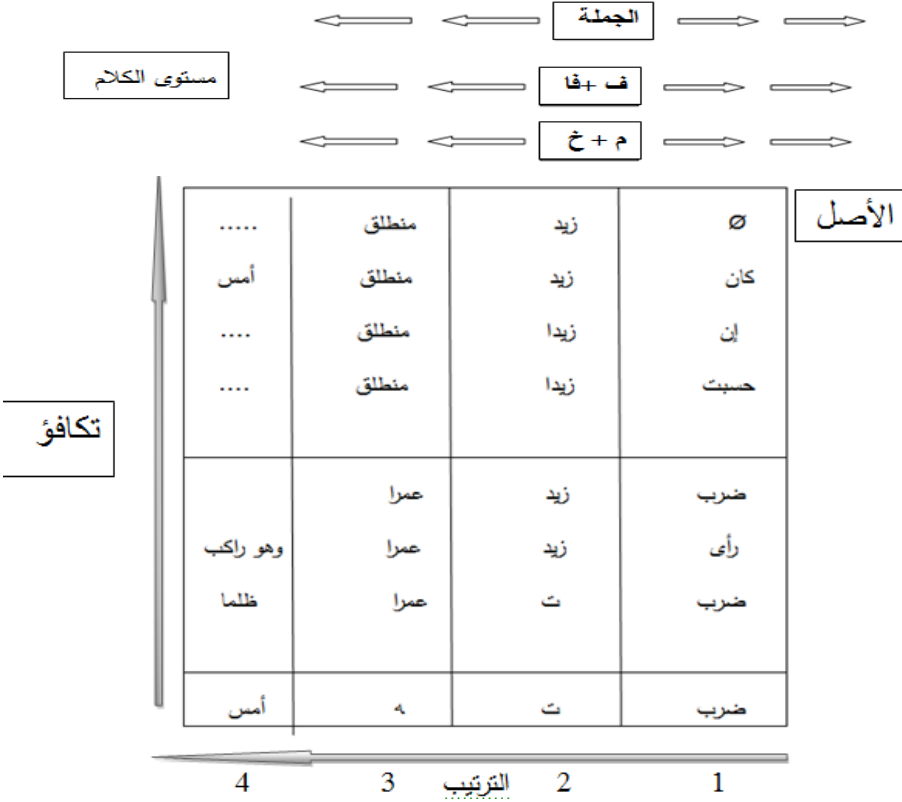 الجملة
مستوى الكلام
ف +فا
م + خ
الأصل
Ø زيد منطلق .....
كان زيد منطلق أمس
إن زيدا منطلق ....
حسبت زيدا منطلق ....
تكافؤ
ضرب زيد عمرا
رأى زيد عمرا وهو راكب
ضرب ت عمرا ظلما
ضرب ت ه أمس
1 2 الترتيب 3 4